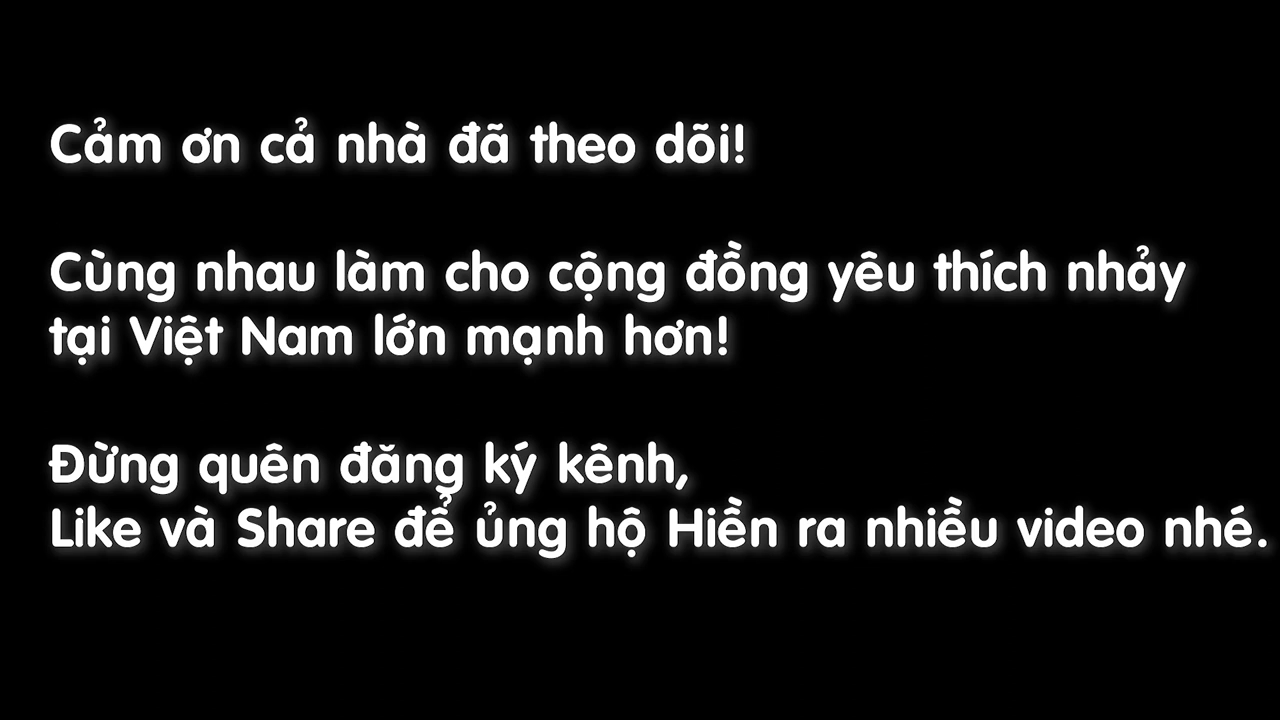 Cảm ơn cả nhà đã theo dõi!
Cùng nhau làm cho cộng đồng yêu thích nhảy
tại Việt Nam lớn mạnh hơn!
Đừng quên đăng ký kênh,
Like và Share để ủng hộ Hiền ra nhiều video nhé.